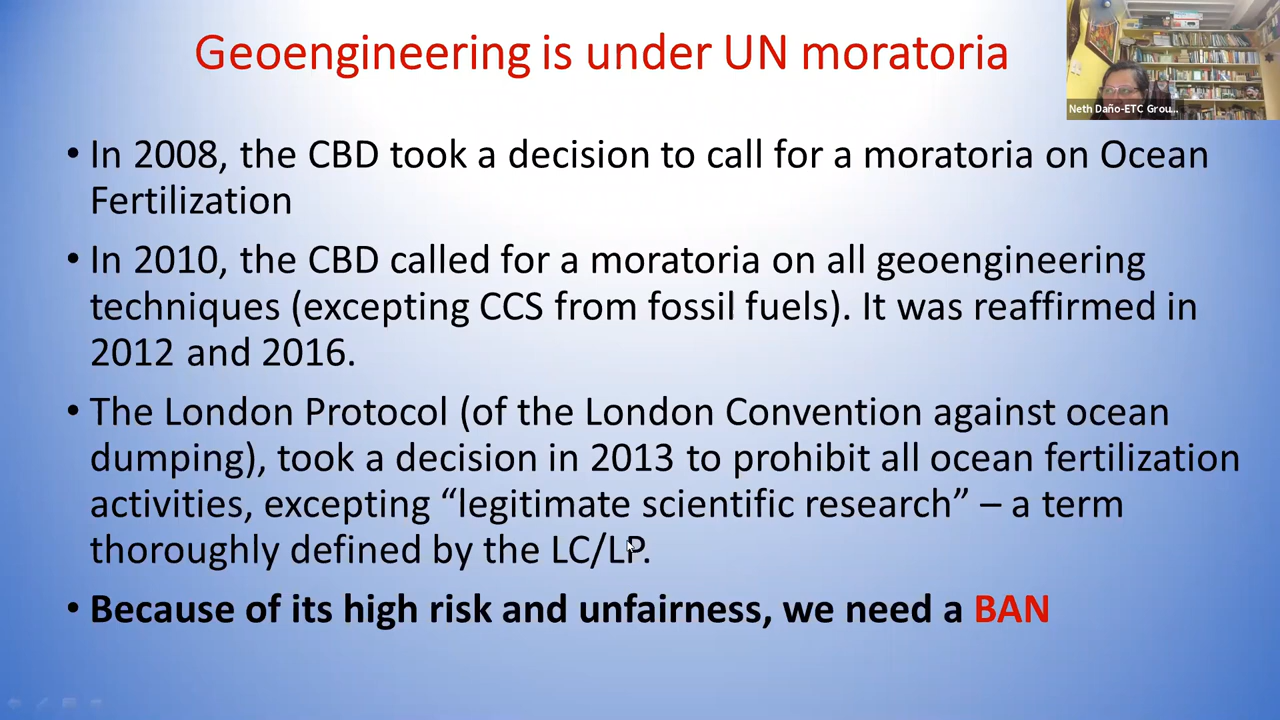 Geoengineering is under UN moratoria
Neth Daño-ETC Grou...
• In 2008, the CBD took a decision to call for a moratoria on Ocean
Fertilization
• In 2010, the CBD called for a moratoria on all geoengineering
techniques (excepting CCS from fossil fuels). It was reaffirmed in
2012 and 2016.
• The London Protocol (of the London Convention against ocean
dumping), took a decision in 2013 to prohibit all ocean fertilization
activities, excepting “legitimate scientific research” – a term
thoroughly defined by the LC/LP.
• Because of its high risk and unfairness, we need a BAN